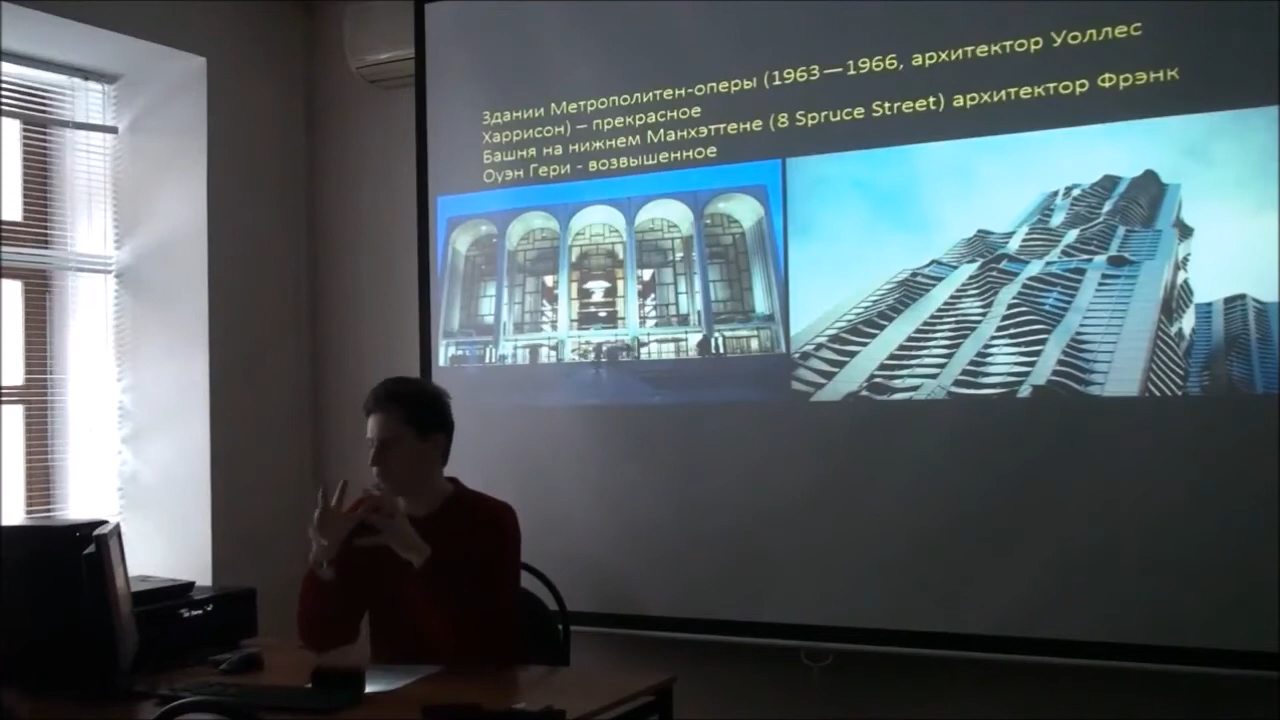 Здании Метрополитен-оперы (1963—1966, архитектор Уоллес
Харрисон) – прекрасное
Башня на нижнем Манхэттене (8 Spruce Street) архитектор Фрэнк
Оуэн Гери - возвышенное